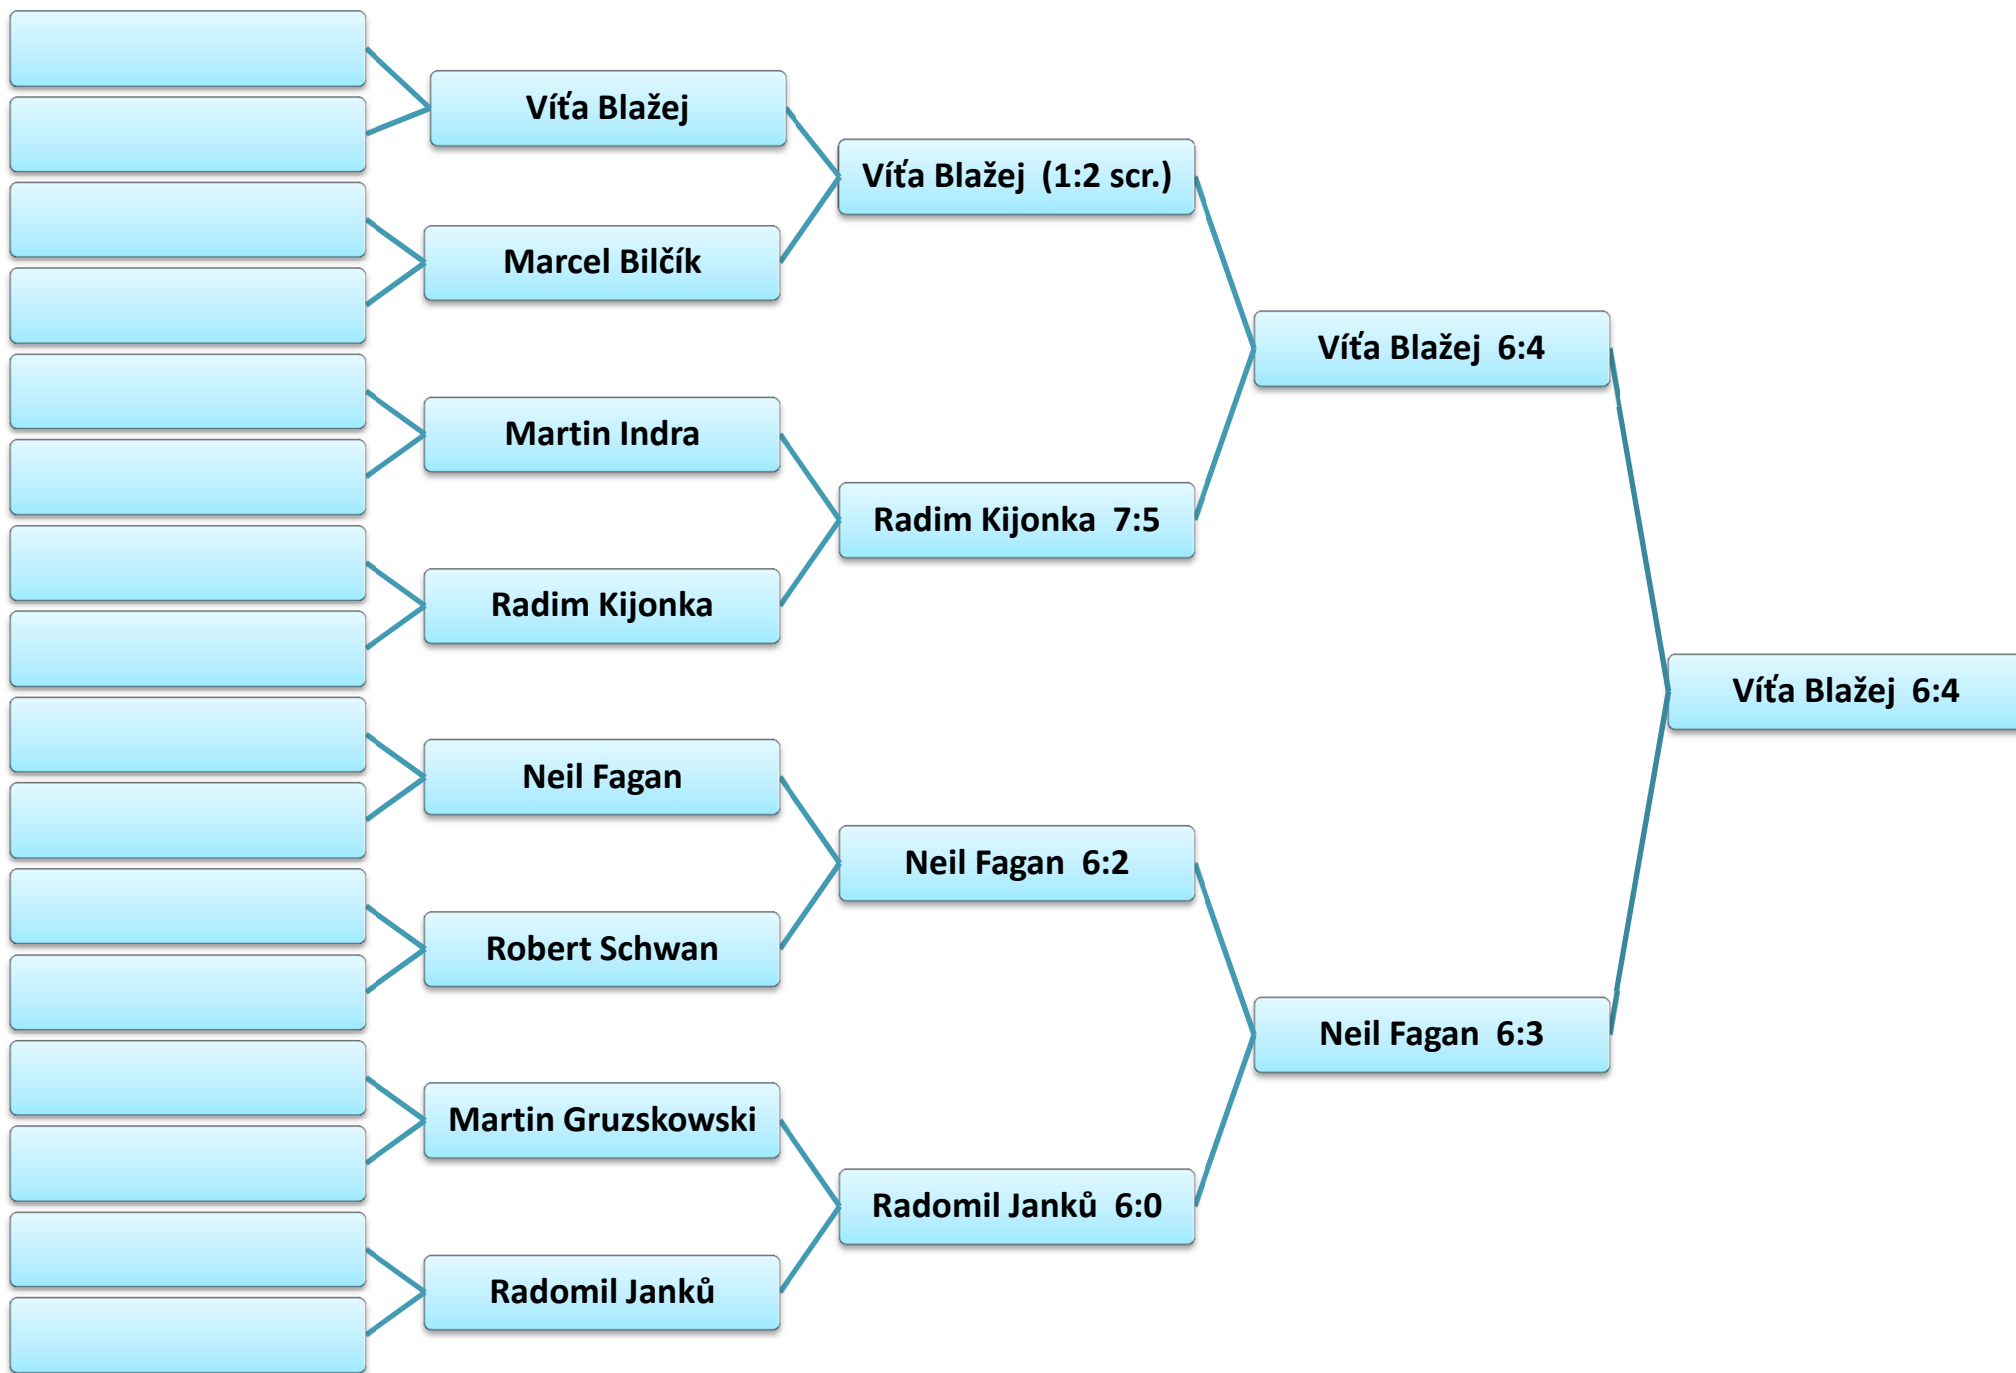 Víťa Blažej
Marcel Bilčík
Martin Indra
Radim Kijonka
Neil Fagan
Robert Schwan
Martin Gruzskowski
Radomil Janků
Víťa Blažej  (1:2 scr.)
Radim Kijonka  7:5
Neil Fagan  6:2
Radomil Janků  6:0
Víťa Blažej  6:4
Neil Fagan  6:3
Víťa Blažej  6:4